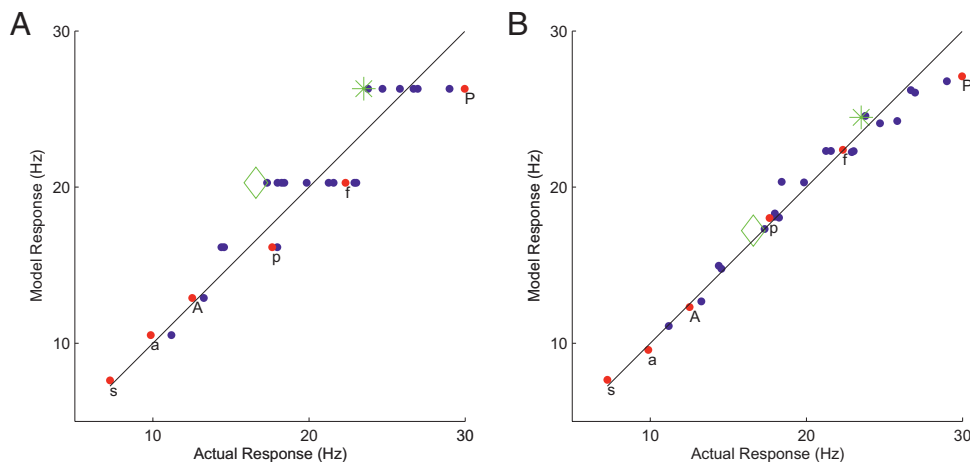 A
30
20
10
Model Response (Hz)
P
f
p
A
a
s
10
20
30
Actual Response (Hz)
B
30
20
10
Model Response (Hz)
P
f
p
A
a
s
10
20
30
Actual Response (Hz)